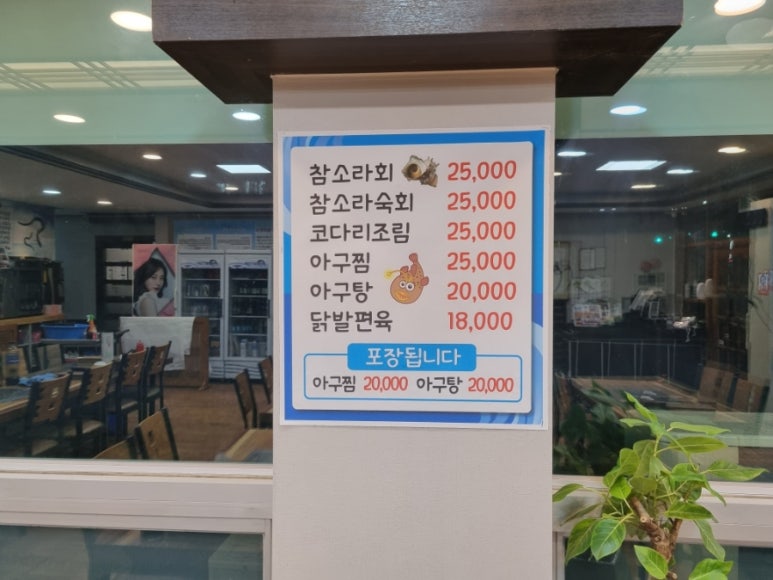 참소라회 25,000
참소라숙회 25,000
코다리조림 25,000
아구찜 25,000
아구탕 20,000
닭발편육 18,000
포장됩니다
아구찜 20,000 아구탕 20,000